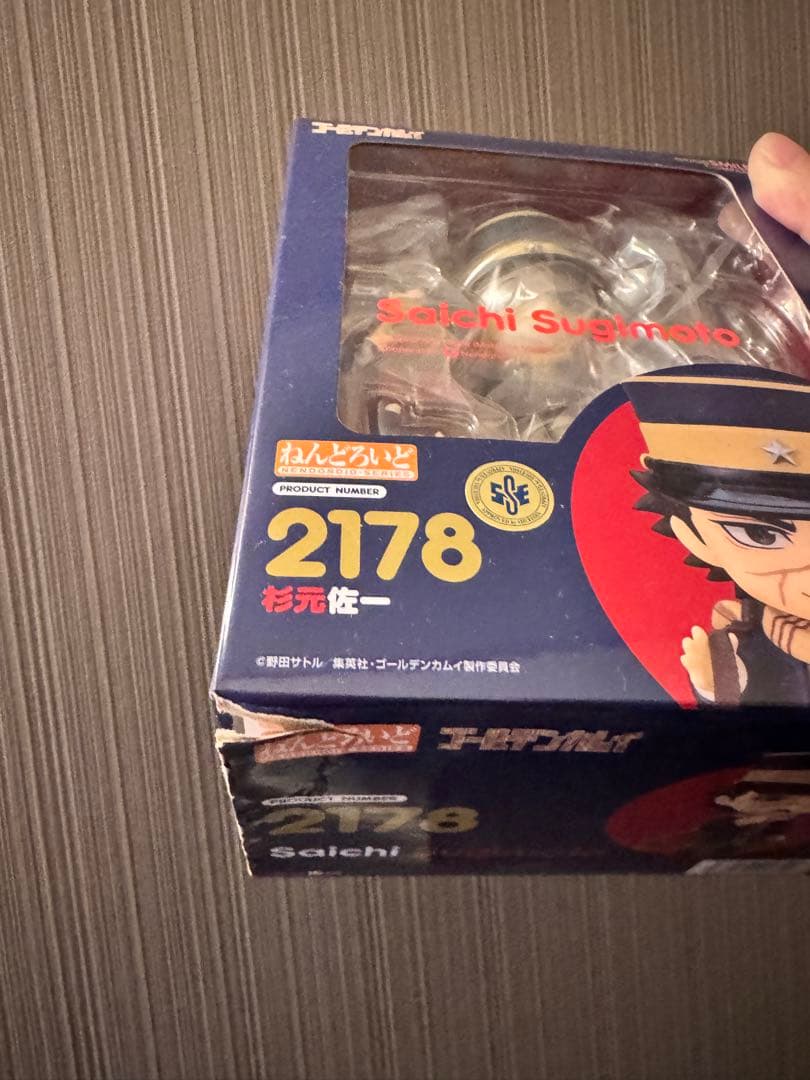 ゴールデンカムイ
SMILE
Saichi Sugimoto
ねんどろいど
NENDOROID-SERIES
PRODUCT NUMBER
SSE
2178
杉元佐一
©野田サトル／集英社・ゴールデンカムイ製作委員会
ねんどろいど
ゴールデンカムイ
PRODUCT NUMBER
2178
Saichi